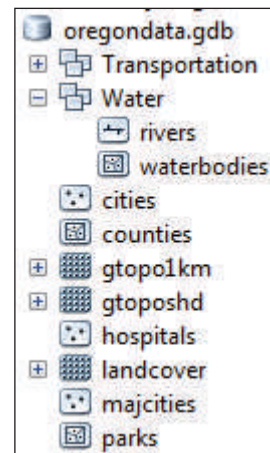 oregondata.gdb
Transportation
Water
rivers
waterbodies
cities
counties
gtopo1km
gtoposhd
hospitals
landcover
majcities
parks